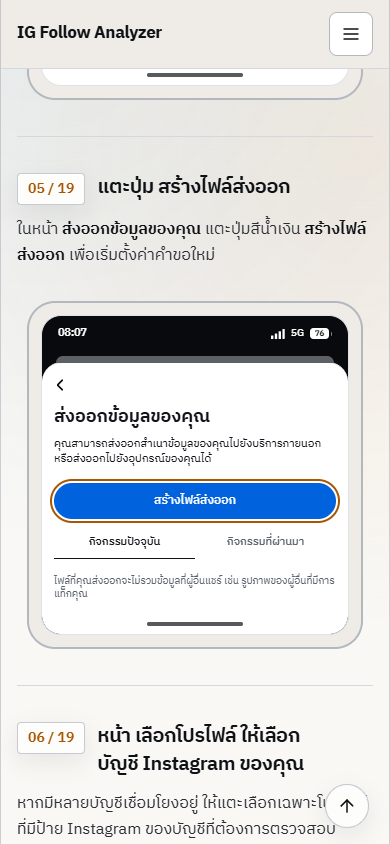 IG Follow Analyzer
05 / 19
แตะปุ่ม สร้างไฟล์ส่งออก
ในหน้า ส่งออกข้อมูลของคุณ แตะปุ่มสีน้ำเงิน สร้างไฟล์
ส่งออก เพื่อเริ่มตั้งค่าคำขอใหม่
08:07
5G
76
ส่งออกข้อมูลของคุณ
คุณสามารถส่งออกสำเนาข้อมูลของคุณไปยังบริการภายนอก
หรือส่งออกไปยังอุปกรณ์ของคุณได้
สร้างไฟล์ส่งออก
กิจกรรมปัจจุบัน
กิจกรรมที่ผ่านมา
ไฟล์ที่คุณส่งออกจะไม่รวมข้อมูลที่ผู้อื่นแชร์ เช่น รูปภาพของผู้อื่นที่มีการ
แท็กคุณ
06 / 19
หน้า เลือกโปรไฟล์ ให้เลือก
บัญชี Instagram ของคุณ
หากมีหลายบัญชีเชื่อมโยงอยู่ ให้แตะเลือกเฉพาะ
ที่มีป้าย Instagram ของบัญชีที่ต้องการตรวจสอบ